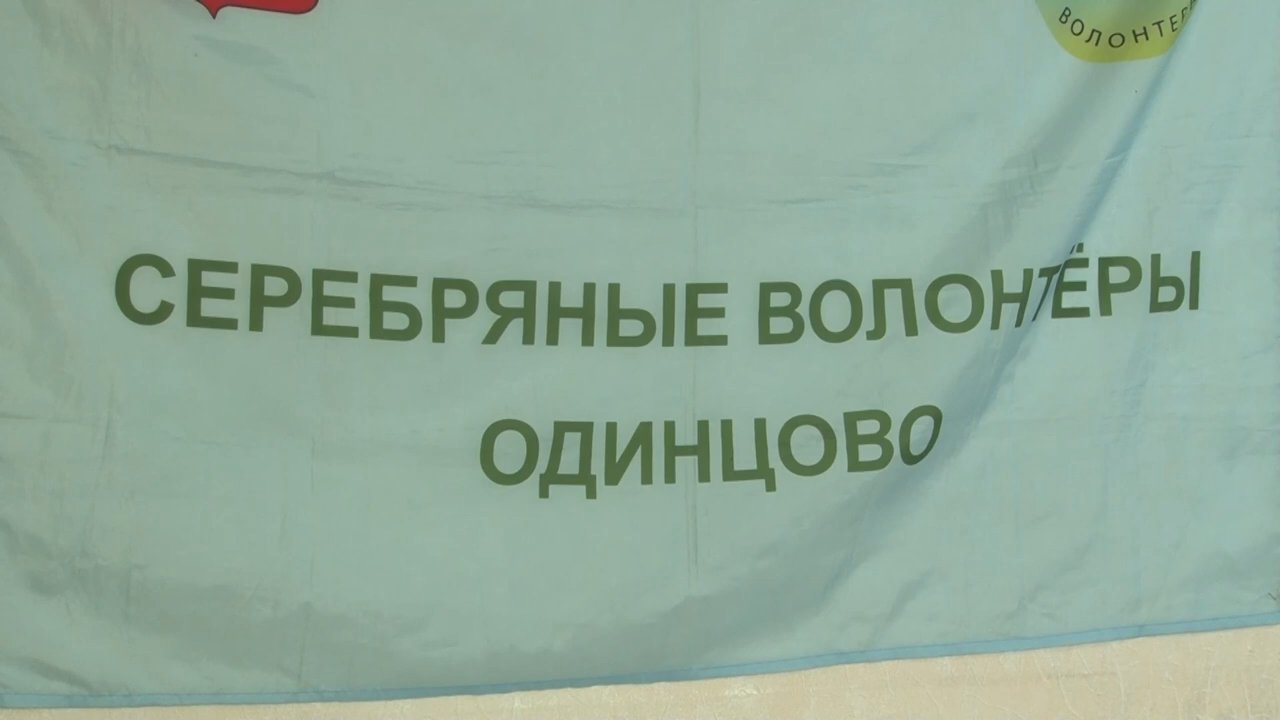 СЕРЕБРЯНЫЕ ВОЛОНТЁРЫ
ОДИНЦОВО